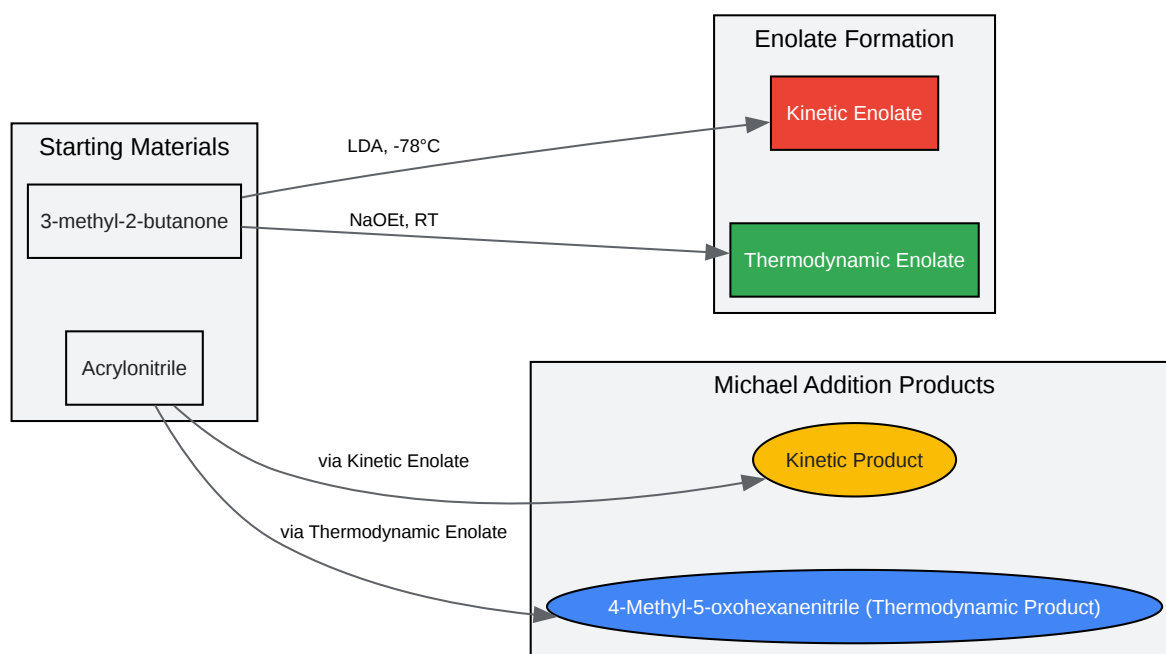 Enolate Formation
Kinetic Enolate
Starting Materials
LDA, -78°C
3-methyl-2-butanone
NaOEt, RT
Thermodynamic Enolate
Acrylonitrile
Michael Addition Products
via Kinetic Enolate
Kinetic Product
via Thermodynamic Enolate
4-Methyl-5-oxohexanenitrile (Thermodynamic Product)